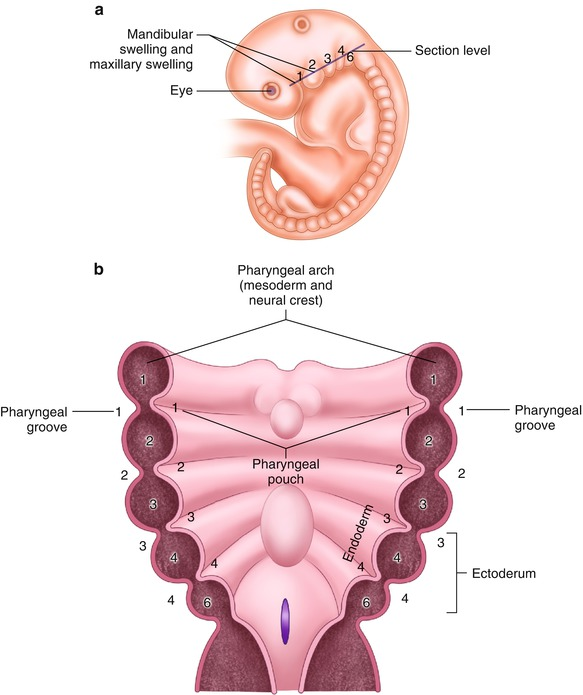 a
Mandibular
swelling and
maxillary swelling
Eye
1
2
3
4
6
Section level
b
Pharyngeal arch
(mesoderm and
neural crest)
1
1
Pharyngeal
groove
1
1
1
1
Pharyngeal
groove
2
2
Pharyngeal
pouch
2
2
2
2
3
3
3
3
Endoderm
3
3
4
4
4
4
Ectoderum
4
6
6
4